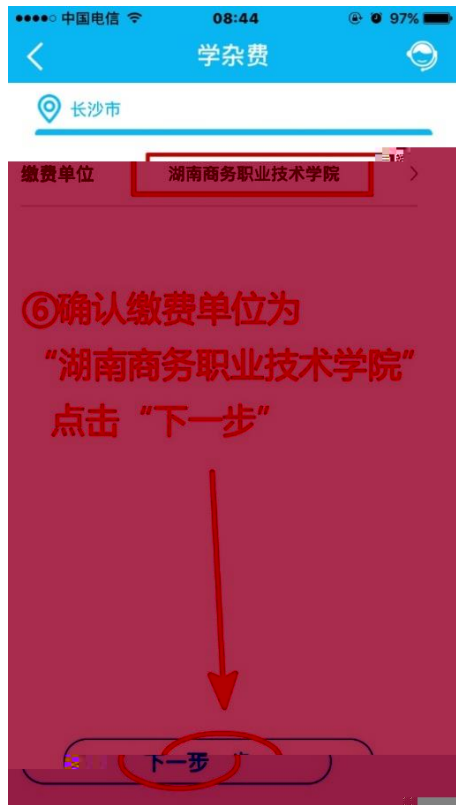 中国电信 08:44 97%
学杂费
长沙市
缴费单位 湖南商务职业技术学院
⑥确认缴费单位为
“湖南商务职业技术学院”
点击“下一步”
下一步